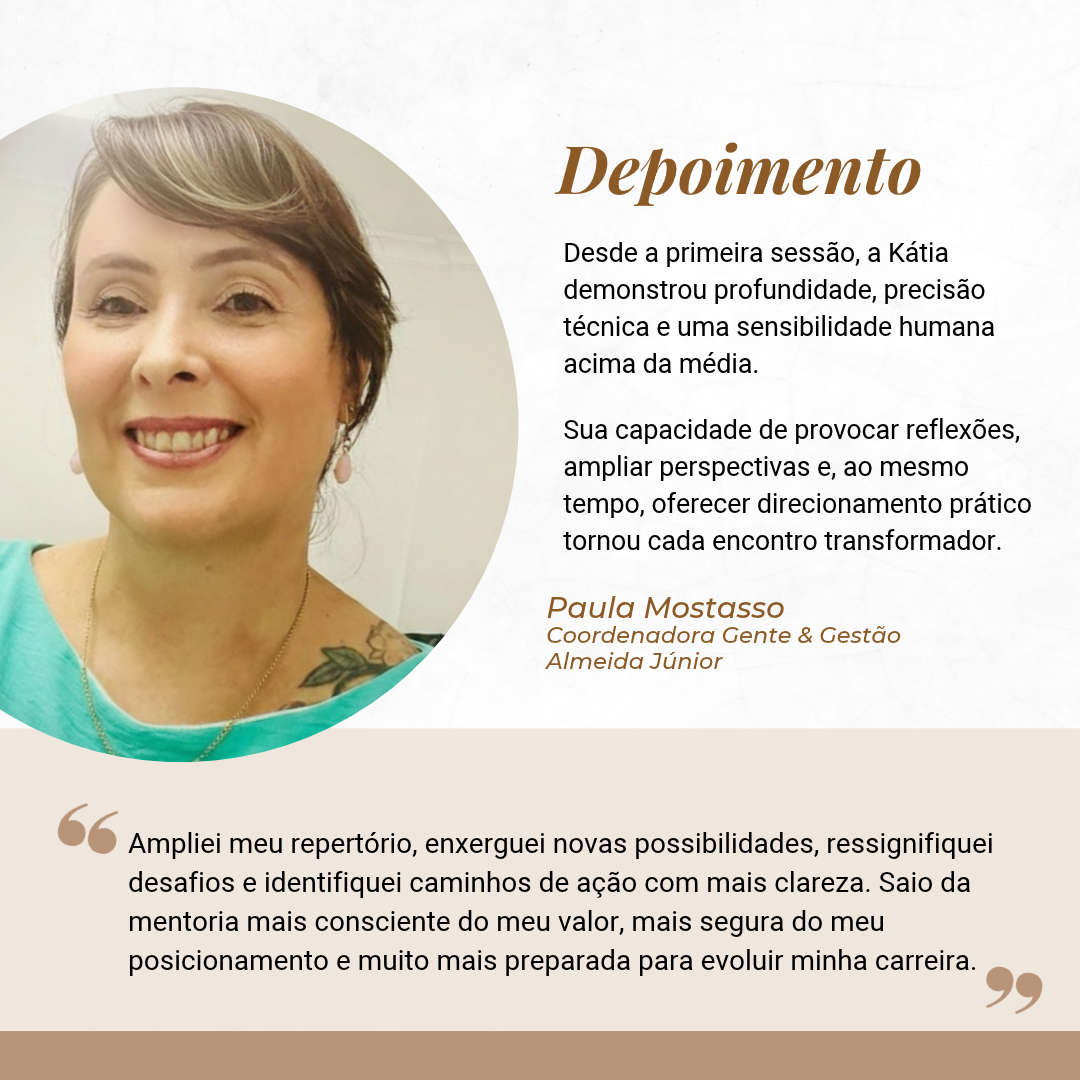 Depoimento
Desde a primeira sessão, a Kátia
demonstrou profundidade, precisão
técnica e uma sensibilidade humana
acima da média.
Sua capacidade de provocar reflexões,
ampliar perspectivas e, ao mesmo
tempo, oferecer direcionamento prático
tornou cada encontro transformador.
Paula Mostasso
Coordenadora Gente & Gestão
Almeida Júnior
“Ampliei meu repertório, enxerguei novas possibilidades, ressignifiquei
desafios e identifiquei caminhos de ação com mais clareza. Saio da
mentoria mais consciente do meu valor, mais segura do meu
posicionamento e muito mais preparada para evoluir minha carreira.”